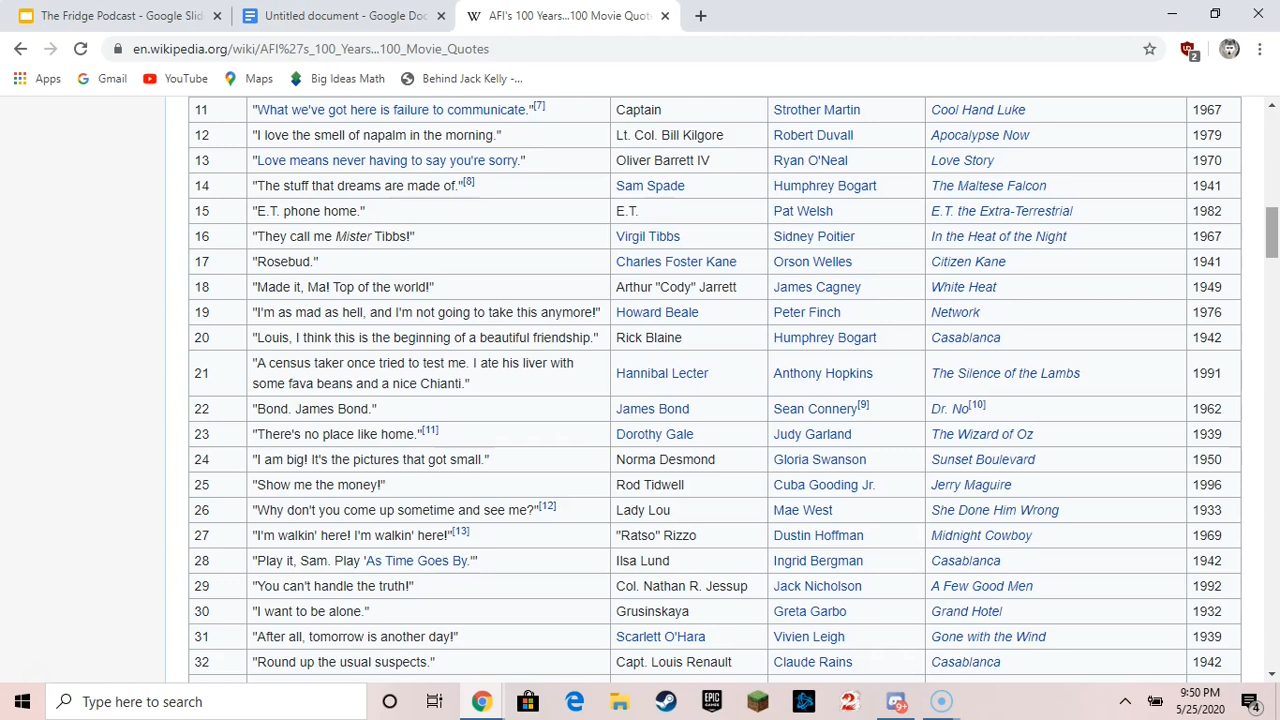 The Fridge Podcast - Google Slid
Untitled document - Google Doc
AFI's 100 Years...100 Movie Quote
en.wikipedia.org/wiki/AFI%27s_100_Years...100_Movie_Quotes
2
Apps Gmail YouTube Maps Big Ideas Math Behind Jack Kelly -...
11 "What we've got here is failure to communicate."[7] Captain Strother Martin Cool Hand Luke 1967
12 "I love the smell of napalm in the morning." Lt. Col. Bill Kilgore Robert Duvall Apocalypse Now 1979
13 "Love means never having to say you're sorry." Oliver Barrett IV Ryan O'Neal Love Story 1970
14 "The stuff that dreams are made of."[8] Sam Spade Humphrey Bogart The Maltese Falcon 1941
15 "E.T. phone home." E.T. Pat Welsh E.T. the Extra-Terrestrial 1982
16 "They call me Mister Tibbs!" Virgil Tibbs Sidney Poitier In the Heat of the Night 1967
17 "Rosebud." Charles Foster Kane Orson Welles Citizen Kane 1941
18 "Made it, Ma! Top of the world!" Arthur "Cody" Jarrett James Cagney White Heat 1949
19 "I'm as mad as hell, and I'm not going to take this anymore!" Howard Beale Peter Finch Network 1976
20 "Louis, I think this is the beginning of a beautiful friendship." Rick Blaine Humphrey Bogart Casablanca 1942
21 "A census taker once tried to test me. I ate his liver with
some fava beans and a nice Chianti." Hannibal Lecter Anthony Hopkins The Silence of the Lambs 1991
22 "Bond. James Bond." James Bond Sean Connery[9] Dr. No[10] 1962
23 "There's no place like home."[11] Dorothy Gale Judy Garland The Wizard of Oz 1939
24 "I am big! It's the pictures that got small." Norma Desmond Gloria Swanson Sunset Boulevard 1950
25 "Show me the money!" Rod Tidwell Cuba Gooding Jr. Jerry Maguire 1996
26 "Why don't you come up sometime and see me?"[12] Lady Lou Mae West She Done Him Wrong 1933
27 "I'm walkin' here! I'm walkin' here!"[13] "Ratso" Rizzo Dustin Hoffman Midnight Cowboy 1969
28 "Play it, Sam. Play 'As Time Goes By.'" Ilsa Lund Ingrid Bergman Casablanca 1942
29 "You can't handle the truth!" Col. Nathan R. Jessup Jack Nicholson A Few Good Men 1992
30 "I want to be alone." Grusinskaya Greta Garbo Grand Hotel 1932
31 "After all, tomorrow is another day!" Scarlett O'Hara Vivien Leigh Gone with the Wind 1939
32 "Round up the usual suspects." Capt. Louis Renault Claude Rains Casablanca 1942
Type here to search
EPIC GAMES
9+
9:50 PM
5/25/2020
4